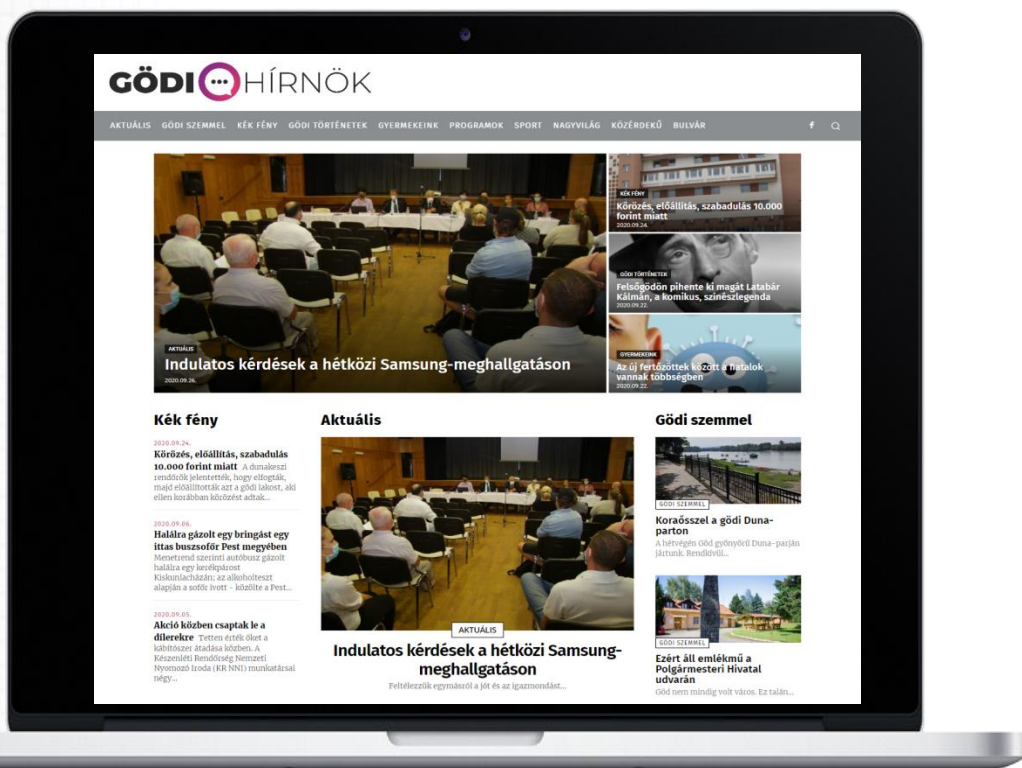 GÖDI HÍRNÖK
AKTUÁLIS GÖDI SZEMMEL KÉK FÉNY GÖDI TÖRTÉNETEK GYERMEKEINK PROGRAMOK SPORT NAGYVILÁG KÖZÉRDEKŰ BULVÁR
AKTUÁLIS
Indulatos kérdések a hétközi Samsung-meghallgatáson
2020.09.26.
KÉK FÉNY
Körözés, előállítás, szabadulás 10.000
forint miatt
2020.09.24.
GÖDI TÖRTÉNETEK
Felsőgödön pihente ki magát Latabár
Kálmán, a komikus, színészlegenda
2020.09.22.
GYERMEKEINK
Az új fertőzöttek között a fiatalok
vannak többségben
2020.09.22.
Kék fény
2020.09.24.
Körözés, előállítás, szabadulás
10.000 forint miatt A dunakeszi
rendőrök jelentették, hogy elfogták,
majd előállították azt a gödi lakost, aki
ellen korábban körözést adtak...
2020.09.06.
Halálra gázolt egy bringást egy
ittas buszsofőr Pest megyében
Menetrend szerinti autóbusz gázolt
halálra egy kerékpárost
Kiskunlacházán; az alkoholteszt
alapján a sofőr ivott - közölte a Pest...
2020.09.05.
Akció közben csaptak le a
dílerekre Tetten érték őket a
kábítószer átadása közben. A
Készenléti Rendőrség Nemzeti
Nyomozó Iroda (KR NNI) munkatársai
négy...
Aktuális
AKTUÁLIS
Indulatos kérdések a hétközi Samsung-
meghallgatáson
Feltélezzük egymásról a jót és az igazmondást...
Gödi szemmel
GÖDI SZEMMEL
Koraősszel a gödi Duna-
parton
A hétvégén Göd gyönyörű Duna-parján
jártunk. Rendkívül...
GÖDI SZEMMEL
Ezért áll emlékmű a
Polgármesteri Hivatal
udvarán
Göd nem mindig volt város. Ez talán...